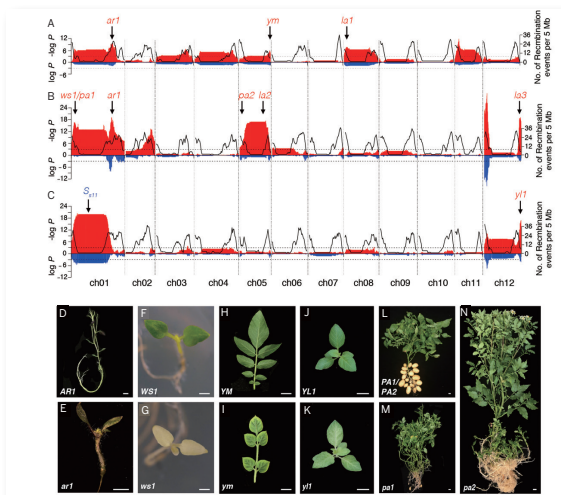 A ar1 ym la1
-log P
log P
12
6
0
-6
36
24
12
0
No. of Recombination events per 5 Mb
ws1/pa1 ar1 pa2 la2 la3
B
-log P
log P
24
18
12
6
0
-6
-12
36
24
12
0
No. of Recombination events per 5 Mb
C Ss11 yl1
-log P
log P
24
18
12
6
0
-6
36
24
12
0
No. of Recombination events per 5 Mb
ch01 ch02 ch03 ch04 ch05 ch06 ch07 ch08 ch09 ch10 ch11 ch12
D F H J L N
AR1 WS1 YM YL1 PA1/
PA2
E G I K M
ar1 ws1 ym yl1 pa1 pa2